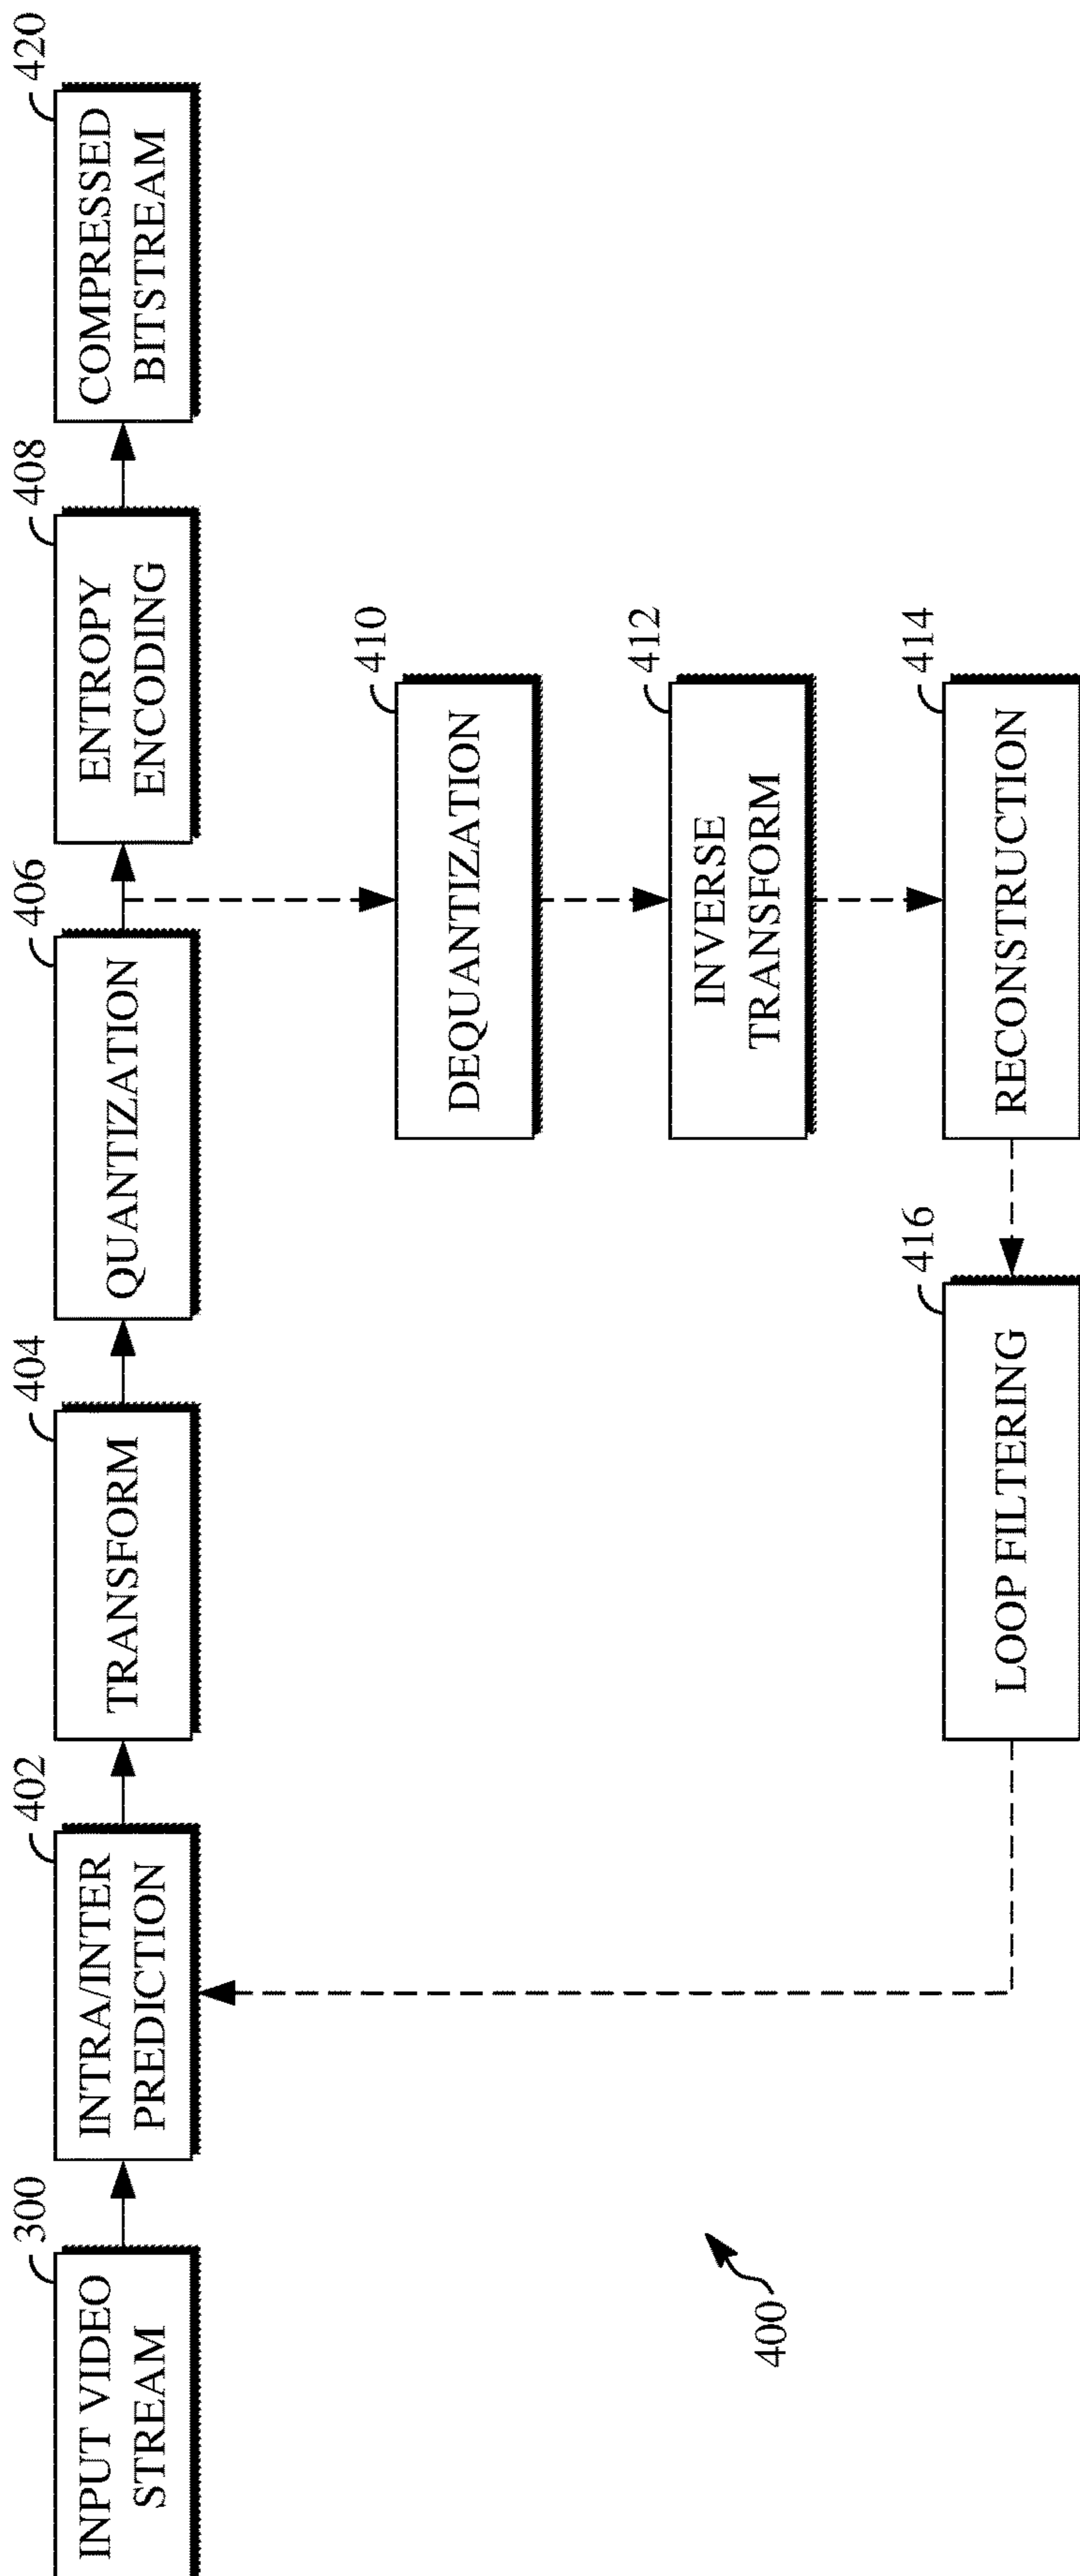 300
INPUT VIDEO
STREAM
402
INTRA/INTER
PREDICTION
404
TRANSFORM
406
QUANTIZATION
408
ENTROPY
ENCODING
420
COMPRESSED
BITSTREAM
410
DEQUANTIZATION
412
INVERSE
TRANSFORM
416
LOOP FILTERING
414
RECONSTRUCTION
400